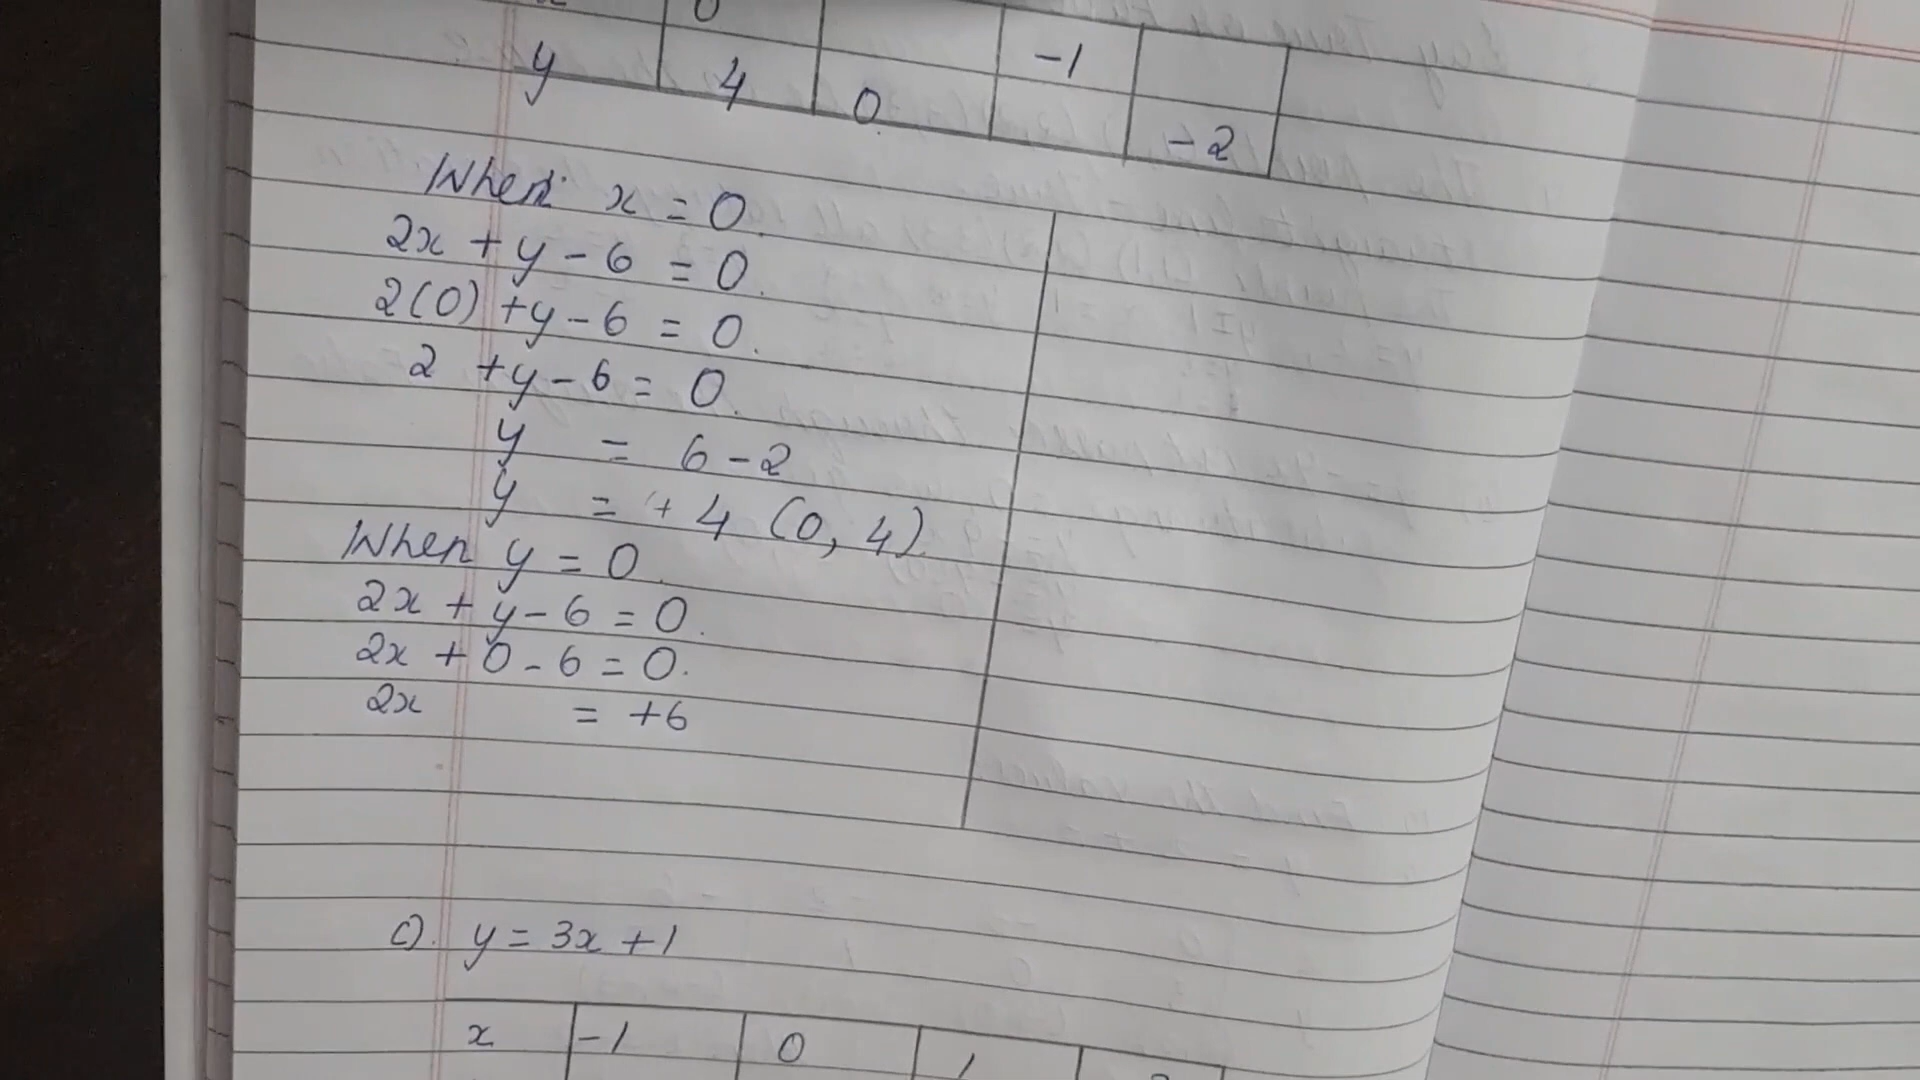 0
y 4 0 -1 -2
When x = 0.
2x + y - 6 = 0.
2(0) + y - 6 = 0.
2 + y - 6 = 0.
y = 6 - 2
y = + 4 (0, 4).
When y = 0.
2x + y - 6 = 0.
2x + 0 - 6 = 0.
2x = +6
c). y = 3x + 1
x -1 0 1